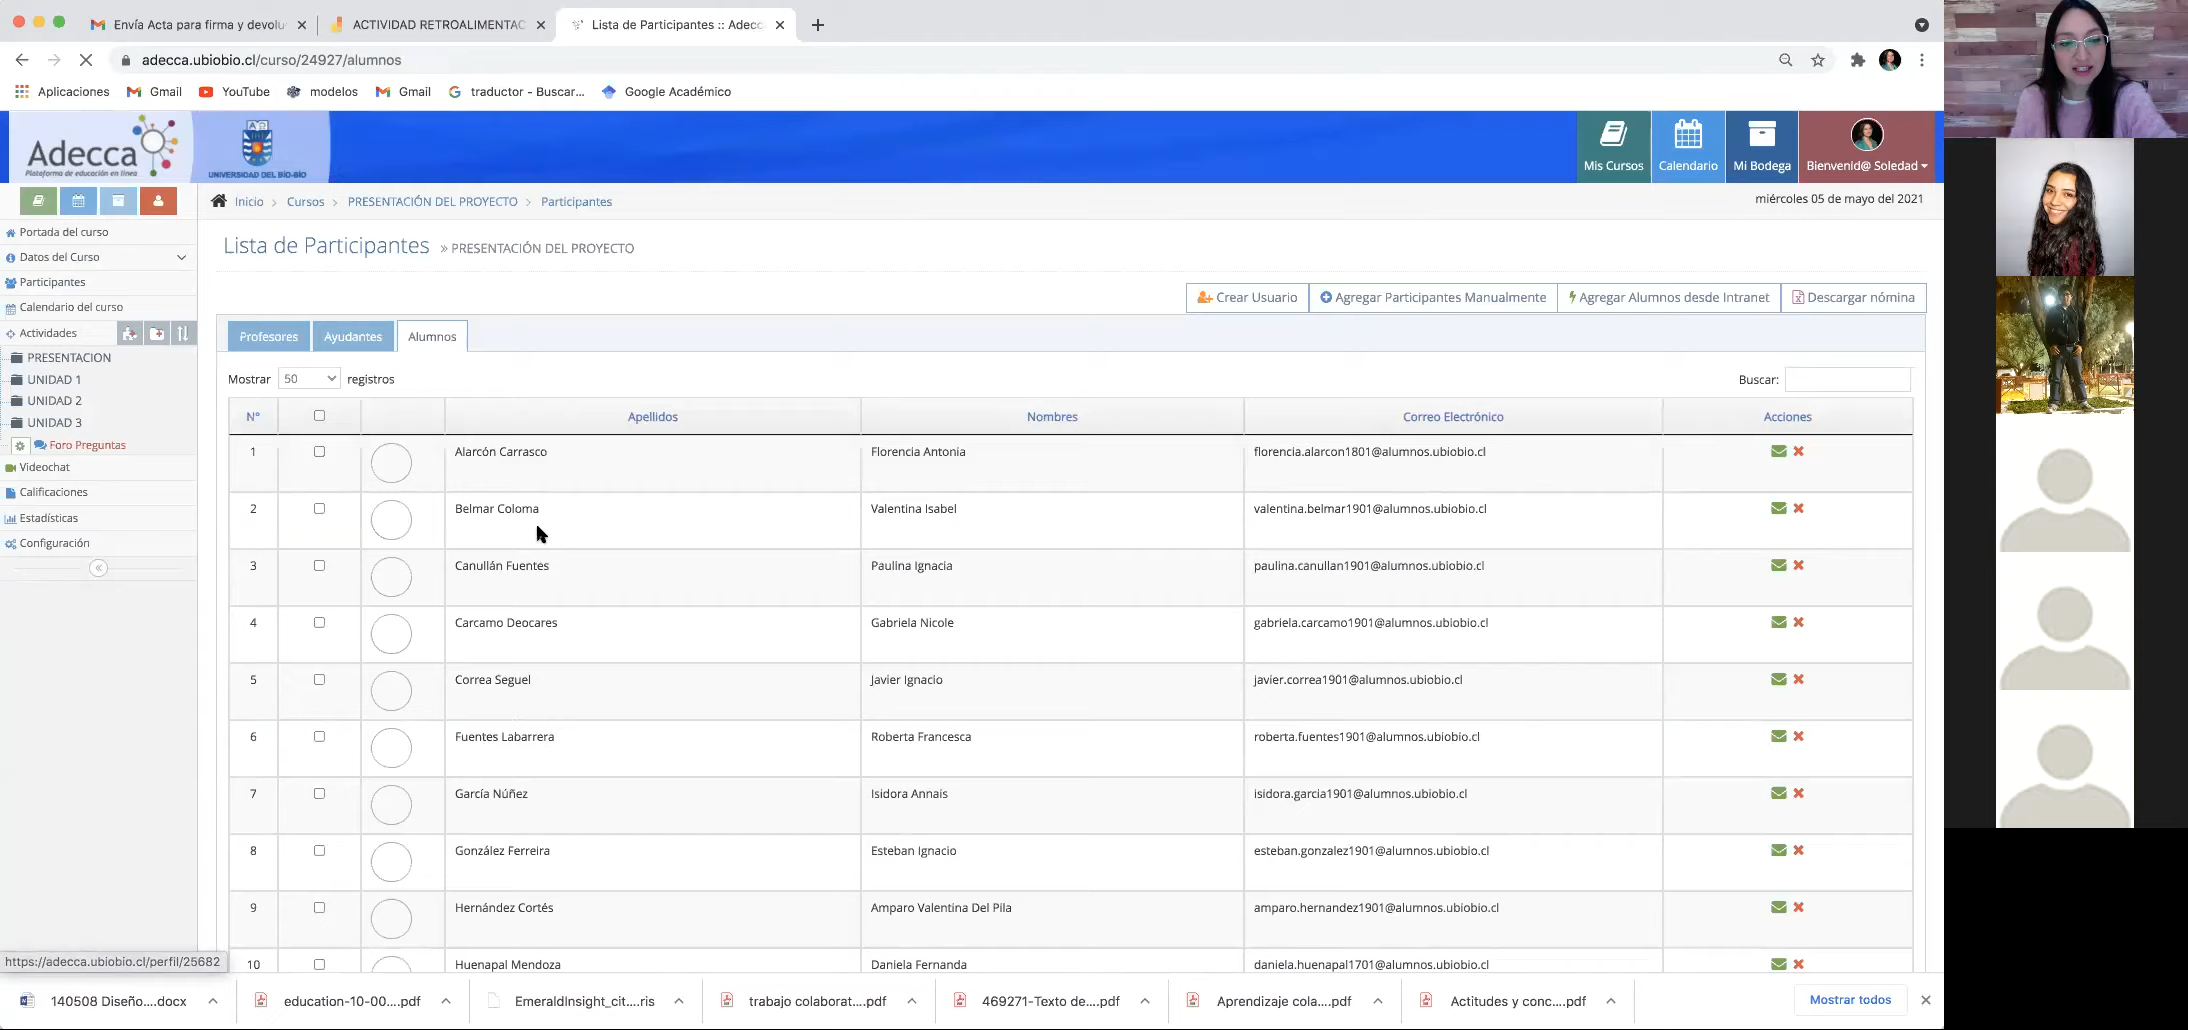 Envía Acta para firma y devolu
ACTIVIDAD RETROALIMENTAC
Lista de Participantes :: Adecc
adecca.ubiobio.cl/curso/24927/alumnos
Aplicaciones
Gmail
YouTube
modelos
Gmail
traductor - Buscar...
Google Académico
Adecca
Plataforma de educación en línea
UNIVERSIDAD DEL BÍO-BÍO
Mis Cursos
Calendario
Mi Bodega
Bienvenid@ Soledad
Inicio > Cursos > PRESENTACIÓN DEL PROYECTO > Participantes
miércoles 05 de mayo del 2021
Portada del curso
Datos del Curso
Participantes
Calendario del curso
Actividades
PRESENTACION
UNIDAD 1
UNIDAD 2
UNIDAD 3
Foro Preguntas
Videochat
Calificaciones
Estadísticas
Configuración
Lista de Participantes » PRESENTACIÓN DEL PROYECTO
Crear Usuario
Agregar Participantes Manualmente
Agregar Alumnos desde Intranet
Descargar nómina
Profesores
Ayudantes
Alumnos
Mostrar 50 registros
Buscar:
N° Apellidos Nombres Correo Electrónico Acciones
1 Alarcón Carrasco Florencia Antonia florencia.alarcon1801@alumnos.ubiobio.cl
2 Belmar Coloma Valentina Isabel valentina.belmar1901@alumnos.ubiobio.cl
3 Canullán Fuentes Paulina Ignacia paulina.canullan1901@alumnos.ubiobio.cl
4 Carcamo Deocares Gabriela Nicole gabriela.carcamo1901@alumnos.ubiobio.cl
5 Correa Seguel Javier Ignacio javier.correa1901@alumnos.ubiobio.cl
6 Fuentes Labarrera Roberta Francesca roberta.fuentes1901@alumnos.ubiobio.cl
7 García Núñez Isidora Annais isidora.garcia1901@alumnos.ubiobio.cl
8 González Ferreira Esteban Ignacio esteban.gonzalez1901@alumnos.ubiobio.cl
9 Hernández Cortés Amparo Valentina Del Pila amparo.hernandez1901@alumnos.ubiobio.cl
10 Huenapal Mendoza Daniela Fernanda daniela.huenapal1701@alumnos.ubiobio.cl
https://adecca.ubiobio.cl/perfil/25682
140508 Diseño....docx
education-10-00....pdf
EmeraldInsight_cit....ris
trabajo colaborat....pdf
469271-Texto de....pdf
Aprendizaje cola....pdf
Actitudes y conc....pdf
Mostrar todos